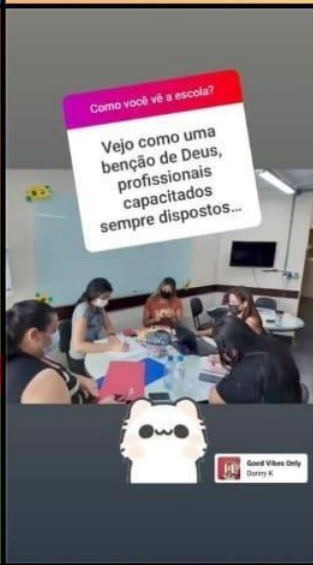 Como você vê a escola?
Vejo como uma
benção de Deus,
profissionais
capacitados
sempre dispostos...
Good Vibes Only
Danny K